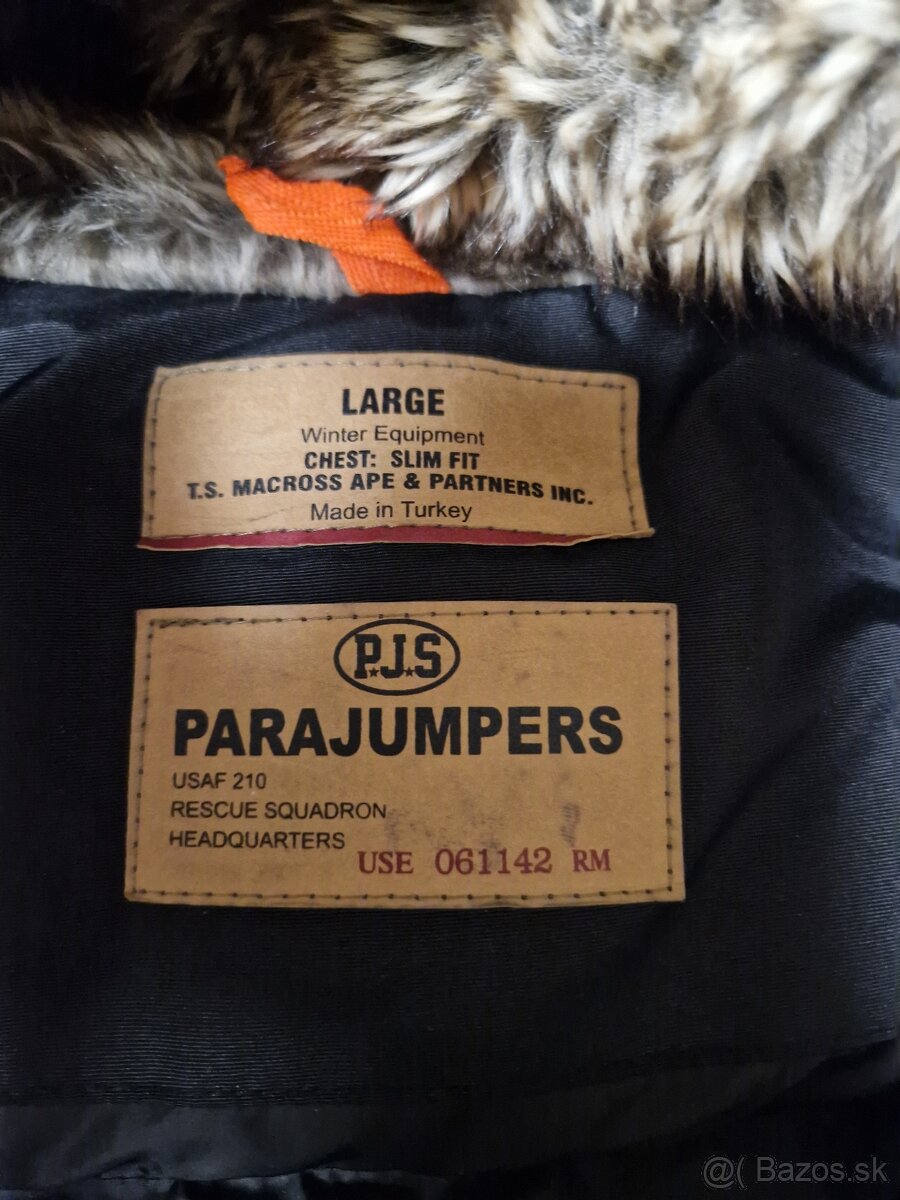 LARGE
Winter Equipment
CHEST: SLIM FIT
T.S. MACROSS APE & PARTNERS INC.
Made in Turkey
P.J.S
PARAJUMPERS
USAF 210
RESCUE SQUADRON
HEADQUARTERS
USE 061142 RM
@( Bazos.sk